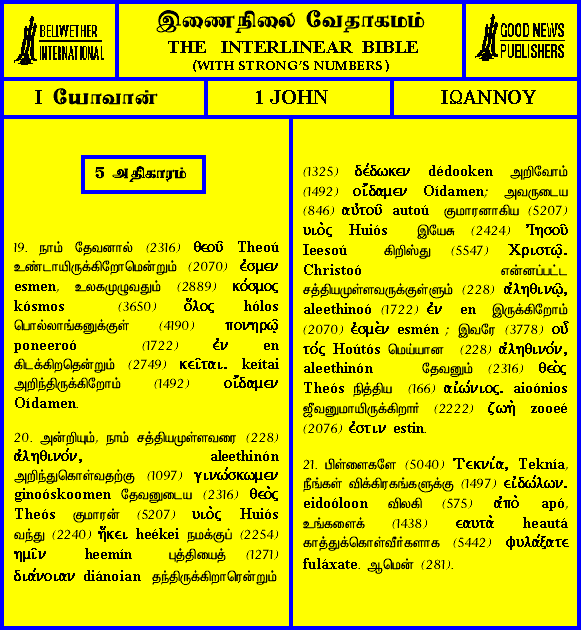 BELLWETHER
INTERNATIONAL
இணைநிலை வேதாகமம்
THE INTERLINEAR BIBLE
(WITH STRONG'S NUMBERS)
GOOD NEWS
PUBLISHERS
I யோவான்
1 JOHN
ΙΩΑΝΝΟΥ
5 அதிகாரம்
19. நாம் தேவனால் (2316) θεοῦ Theoú
உண்டாயிருக்கிறோமென்றும் (2070) ἐσμεν
esmen, உலகமுழுவதும் (2889) κόσμος
kósmos (3650) ὅλος hólos
பொல்லாங்கனுக்குள் (4190) πονηρῷ
poneeroó (1722) ἐν en
கிடக்கிறதென்றும் (2749) κεῖται. keítai
அறிந்திருக்கிறோம் (1492) οἴδαμεν
Oídamen.
20. அன்றியும், நாம் சத்தியமுள்ளவரை (228)
ἀληθινόν, aleethinón
அறிந்துகொள்வதற்கு (1097) γινώσκωμεν
ginoóskoomen தேவனுடைய (2316) θεὸς
Theós குமாரன் (5207) υιὸς Huiós
வந்து (2240) ἥκει heékei நமக்குப் (2254)
ημῖν heemín புத்தியைத் (1271)
διάνοιαν diánoian தந்திருக்கிறாரென்றும்
(1325) δέδωκεν dédooken அறிவோம்
(1492) οἴδαμεν Oídamen; அவருடைய
(846) αὐτοῦ autoú குமாரனாகிய (5207)
υιὸς Huiós இயேசு (2424) Ἰησοῦ
Ieesoú கிறிஸ்து (5547) Χριστῷ.
Christoó என்னப்பட்ட
சத்தியமுள்ளவருக்குள்ளும் (228) ἀληθινῷ,
aleethinoó (1722) ἐν en இருக்கிறோம்
(2070) ἐσμὲν esmén ; இவரே (3778) οὗ
τός Hoútós மெய்யான (228) ἀληθινόν,
aleethinón தேவனும் (2316) θεὸς
Theós நித்திய (166) αἰώνιος. aioónios
ஜீவனுமாயிருக்கிறார் (2222) ζωὴ zooeé
(2076) ἐστιν estin.
21. பிள்ளைகளே (5040) Τεκνία, Teknía,
நீங்கள் விக்கிரகங்களுக்கு (1497) εἰδώλων.
eidoóloon விலகி (575) ἀπὸ apó,
உங்களைக் (1438) εαυτὰ heautá
காத்துக்கொள்வீர்களாக (5442) φυλάξατε
fuláxate. ஆமென் (281).